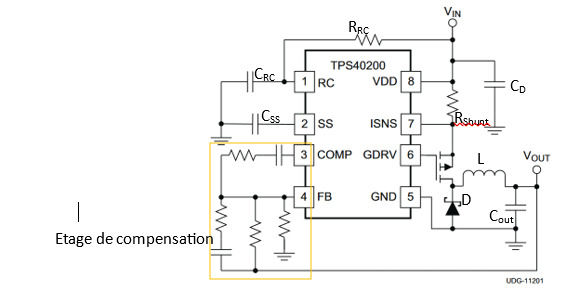 VIN
RRC
TPS40200
CRC
1 RC
VDD 8
CD
CSS
2 SS
ISNS 7
RShunt
3 COMP
GDRV 6
L
VOUT
4 FB
GND 5
D
Cout
Etage de compensation
UDG-11201